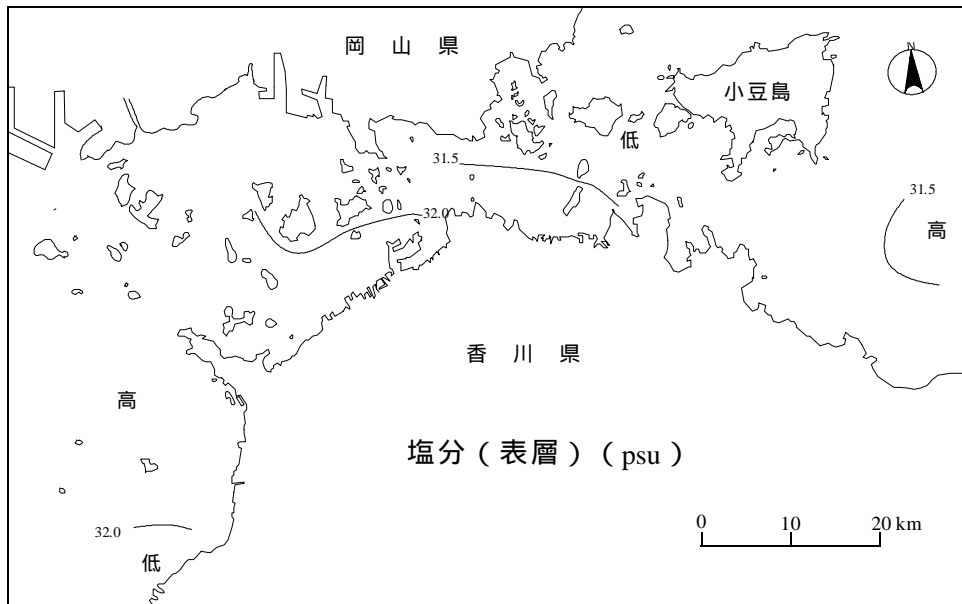 岡 山 県
N
小豆島
低
31.5
31.5
32.0
高
香 川 県
高
塩分（表層）（psu）
0 10 20 km
32.0
低